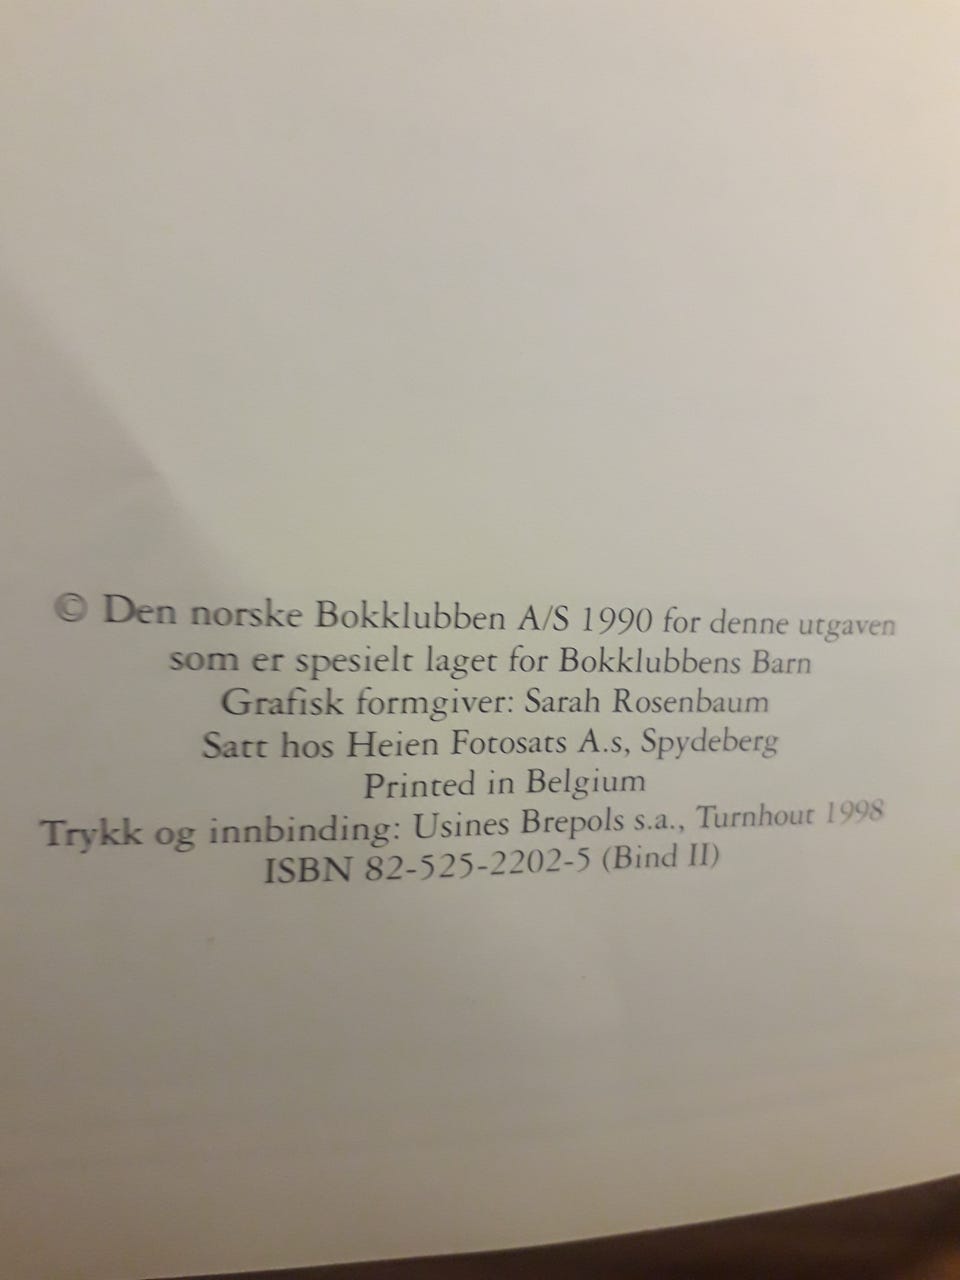 © Den norske Bokklubben A/S 1990 for denne utgaven
som er spesielt laget for Bokklubbens Barn
Grafisk formgiver: Sarah Rosenbaum
Satt hos Heien Fotosats A.s, Spydeberg
Printed in Belgium
Trykk og innbinding: Usines Brepols s.a., Turnhout 1998
ISBN 82-525-2202-5 (Bind II)